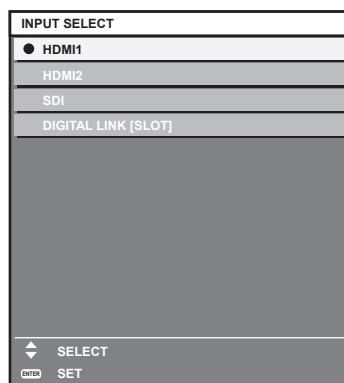 INPUT SELECT
HDMI1
HDMI2
SDI
DIGITAL LINK [SLOT]
SELECT
ENTER SET